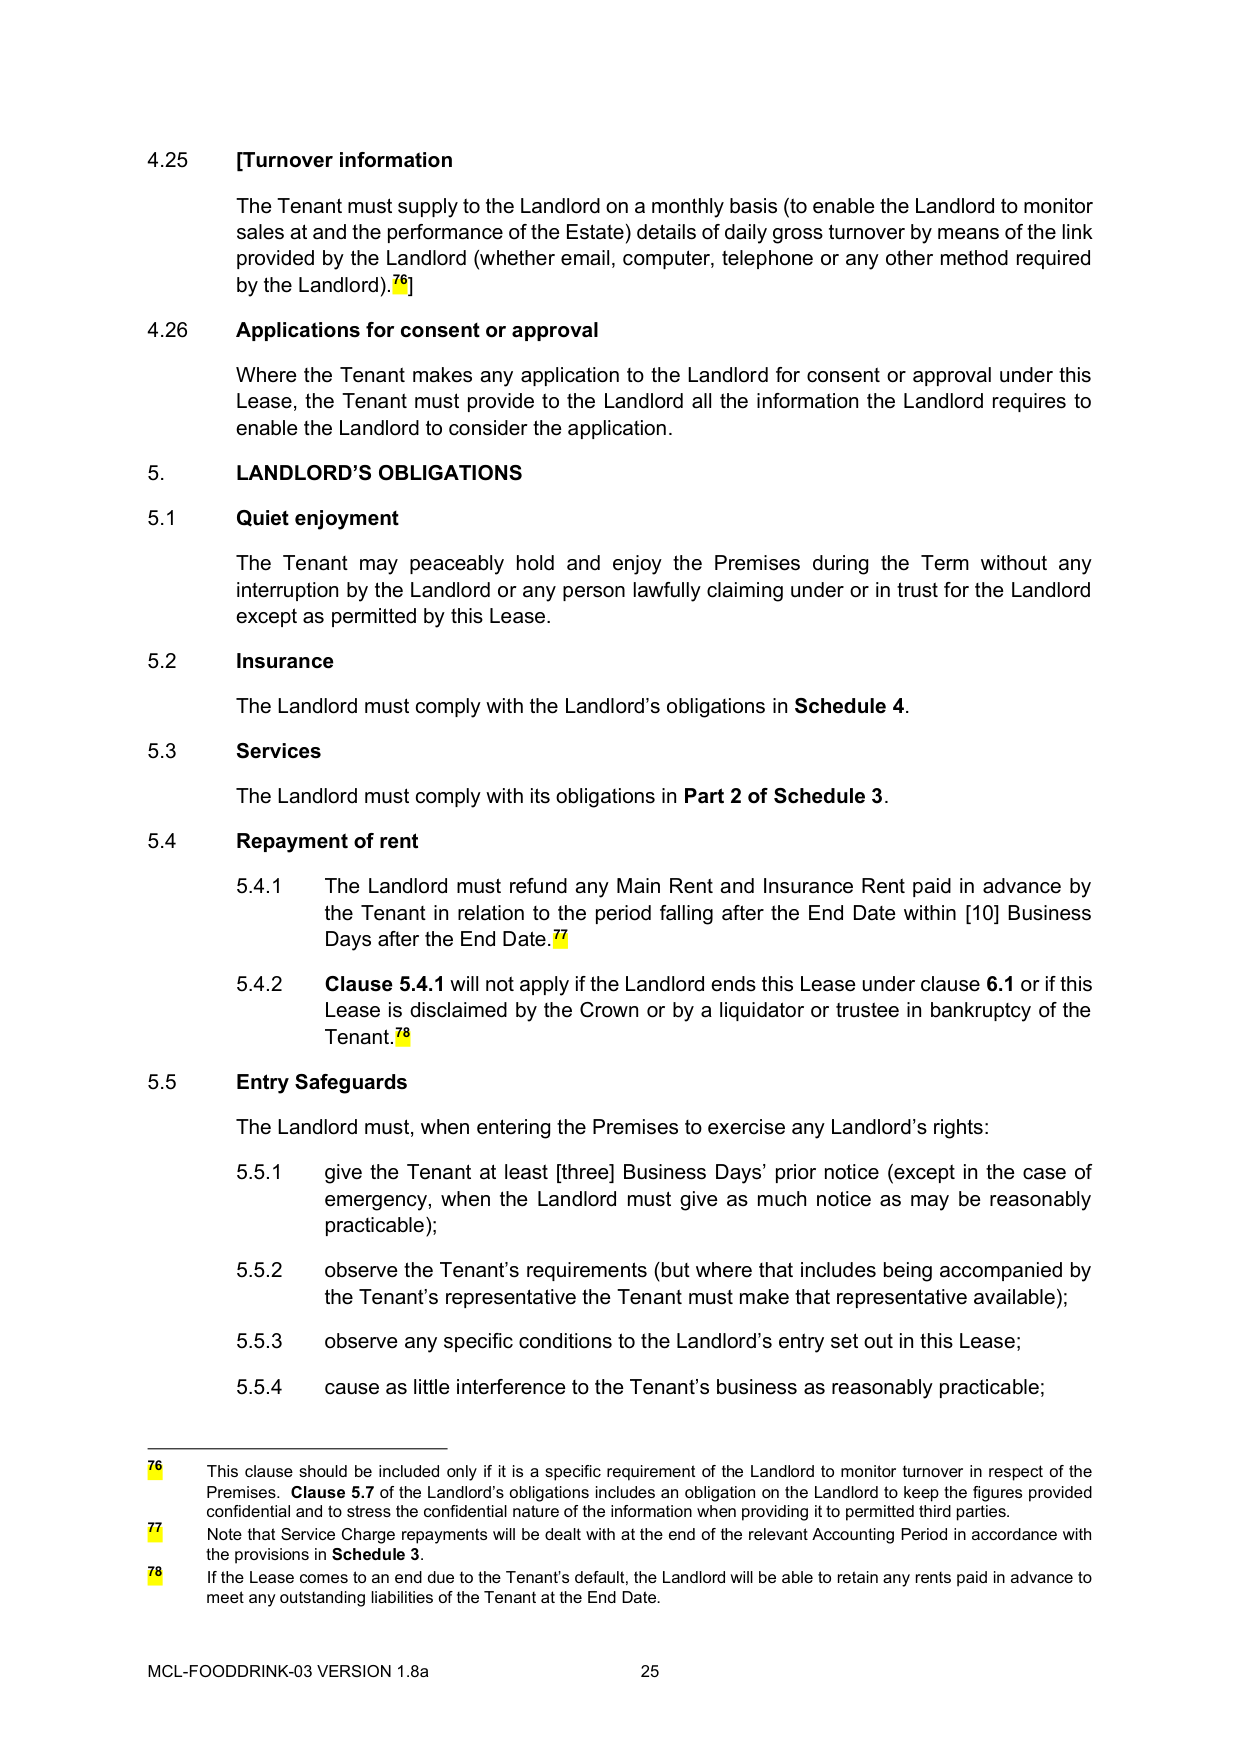 4.25 [Turnover information
The Tenant must supply to the Landlord on a monthly basis (to enable the Landlord to monitor
sales at and the performance of the Estate) details of daily gross turnover by means of the link
provided by the Landlord (whether email, computer, telephone or any other method required
by the Landlord).76]
4.26 Applications for consent or approval
Where the Tenant makes any application to the Landlord for consent or approval under this
Lease, the Tenant must provide to the Landlord all the information the Landlord requires to
enable the Landlord to consider the application.
5. LANDLORD’S OBLIGATIONS
5.1 Quiet enjoyment
The Tenant may peaceably hold and enjoy the Premises during the Term without any
interruption by the Landlord or any person lawfully claiming under or in trust for the Landlord
except as permitted by this Lease.
5.2 Insurance
The Landlord must comply with the Landlord’s obligations in Schedule 4.
5.3 Services
The Landlord must comply with its obligations in Part 2 of Schedule 3.
5.4 Repayment of rent
5.4.1 The Landlord must refund any Main Rent and Insurance Rent paid in advance by
the Tenant in relation to the period falling after the End Date within [10] Business
Days after the End Date.77
5.4.2 Clause 5.4.1 will not apply if the Landlord ends this Lease under clause 6.1 or if this
Lease is disclaimed by the Crown or by a liquidator or trustee in bankruptcy of the
Tenant.78
5.5 Entry Safeguards
The Landlord must, when entering the Premises to exercise any Landlord’s rights:
5.5.1 give the Tenant at least [three] Business Days’ prior notice (except in the case of
emergency, when the Landlord must give as much notice as may be reasonably
practicable);
5.5.2 observe the Tenant’s requirements (but where that includes being accompanied by
the Tenant’s representative the Tenant must make that representative available);
5.5.3 observe any specific conditions to the Landlord’s entry set out in this Lease;
5.5.4 cause as little interference to the Tenant’s business as reasonably practicable;
76 This clause should be included only if it is a specific requirement of the Landlord to monitor turnover in respect of the
Premises. Clause 5.7 of the Landlord’s obligations includes an obligation on the Landlord to keep the figures provided
confidential and to stress the confidential nature of the information when providing it to permitted third parties.
77 Note that Service Charge repayments will be dealt with at the end of the relevant Accounting Period in accordance with
the provisions in Schedule 3.
78 If the Lease comes to an end due to the Tenant’s default, the Landlord will be able to retain any rents paid in advance to
meet any outstanding liabilities of the Tenant at the End Date.
MCL-FOODDRINK-03 VERSION 1.8a 25